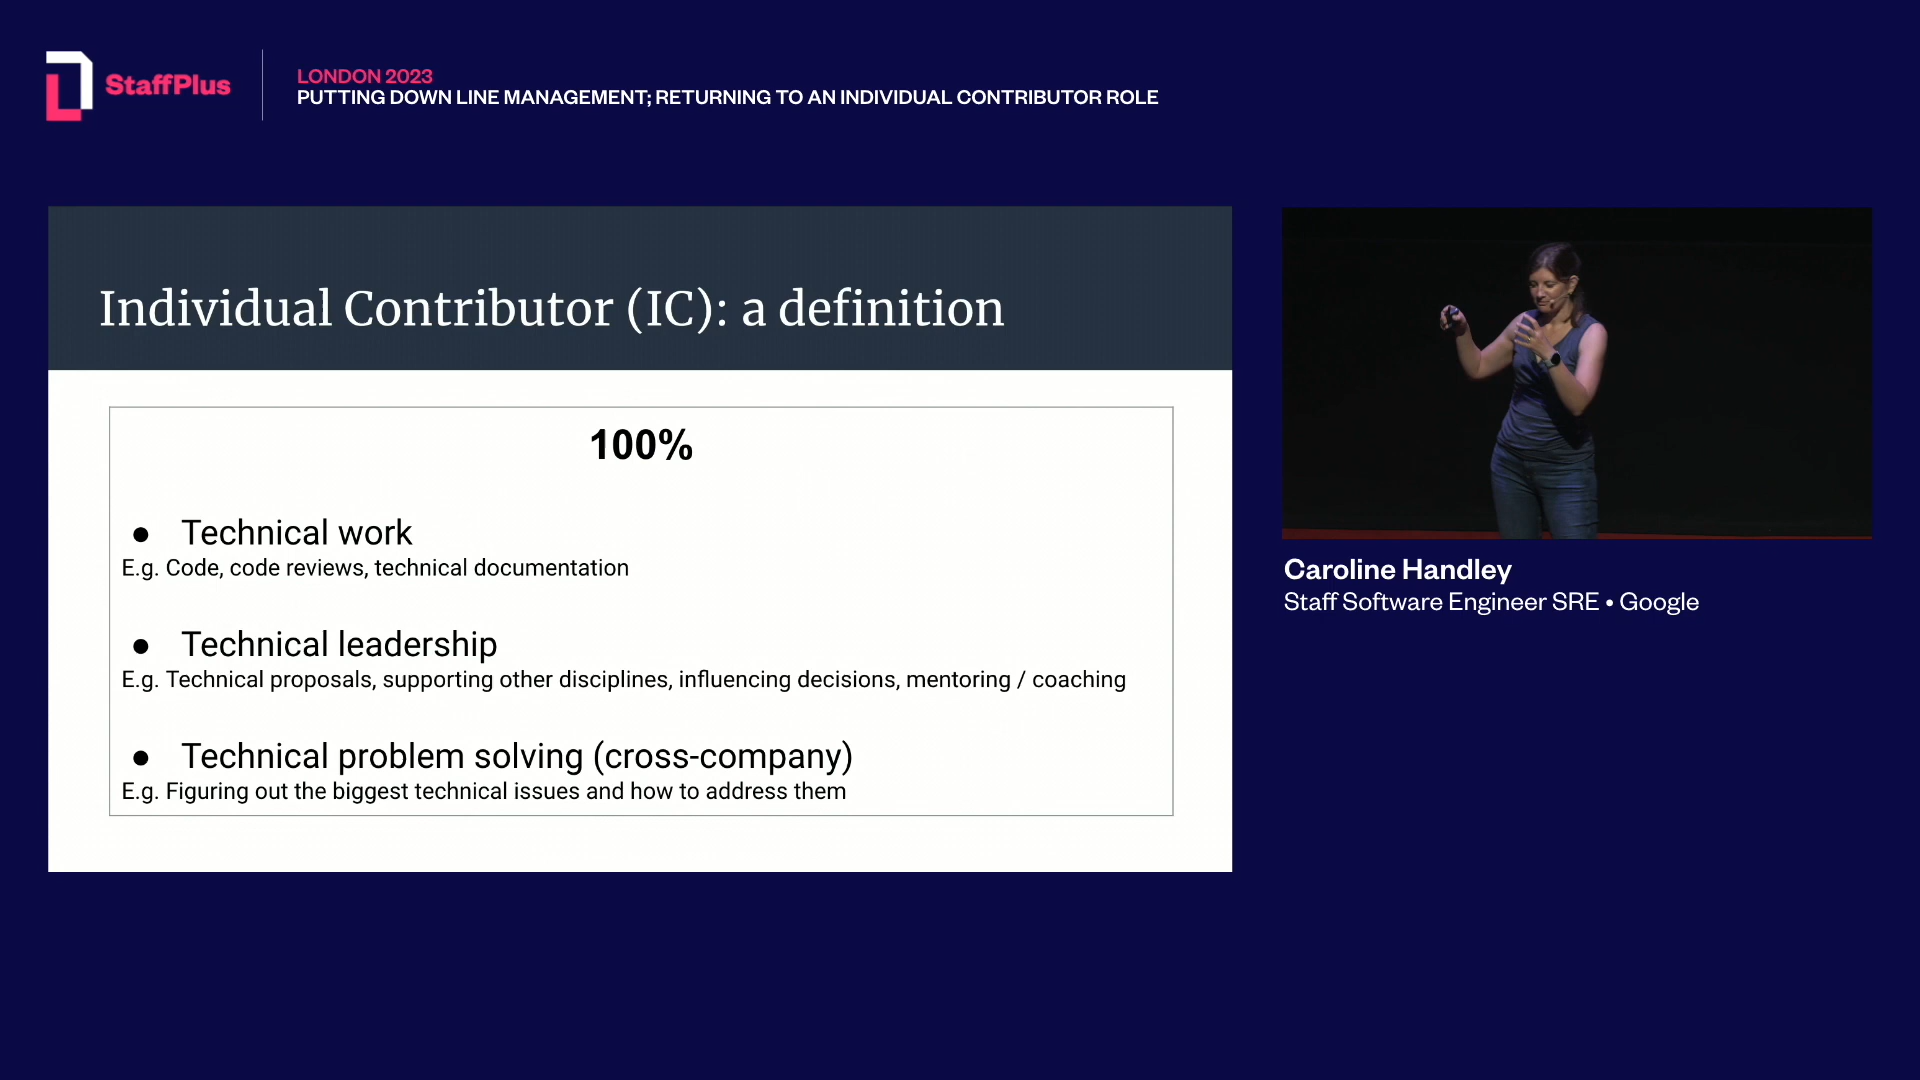 StaffPlus
LONDON 2023
PUTTING DOWN LINE MANAGEMENT; RETURNING TO AN INDIVIDUAL CONTRIBUTOR ROLE
Individual Contributor (IC): a definition
100%
● Technical work
E.g. Code, code reviews, technical documentation
● Technical leadership
E.g. Technical proposals, supporting other disciplines, influencing decisions, mentoring / coaching
● Technical problem solving (cross-company)
E.g. Figuring out the biggest technical issues and how to address them
Caroline Handley
Staff Software Engineer SRE • Google